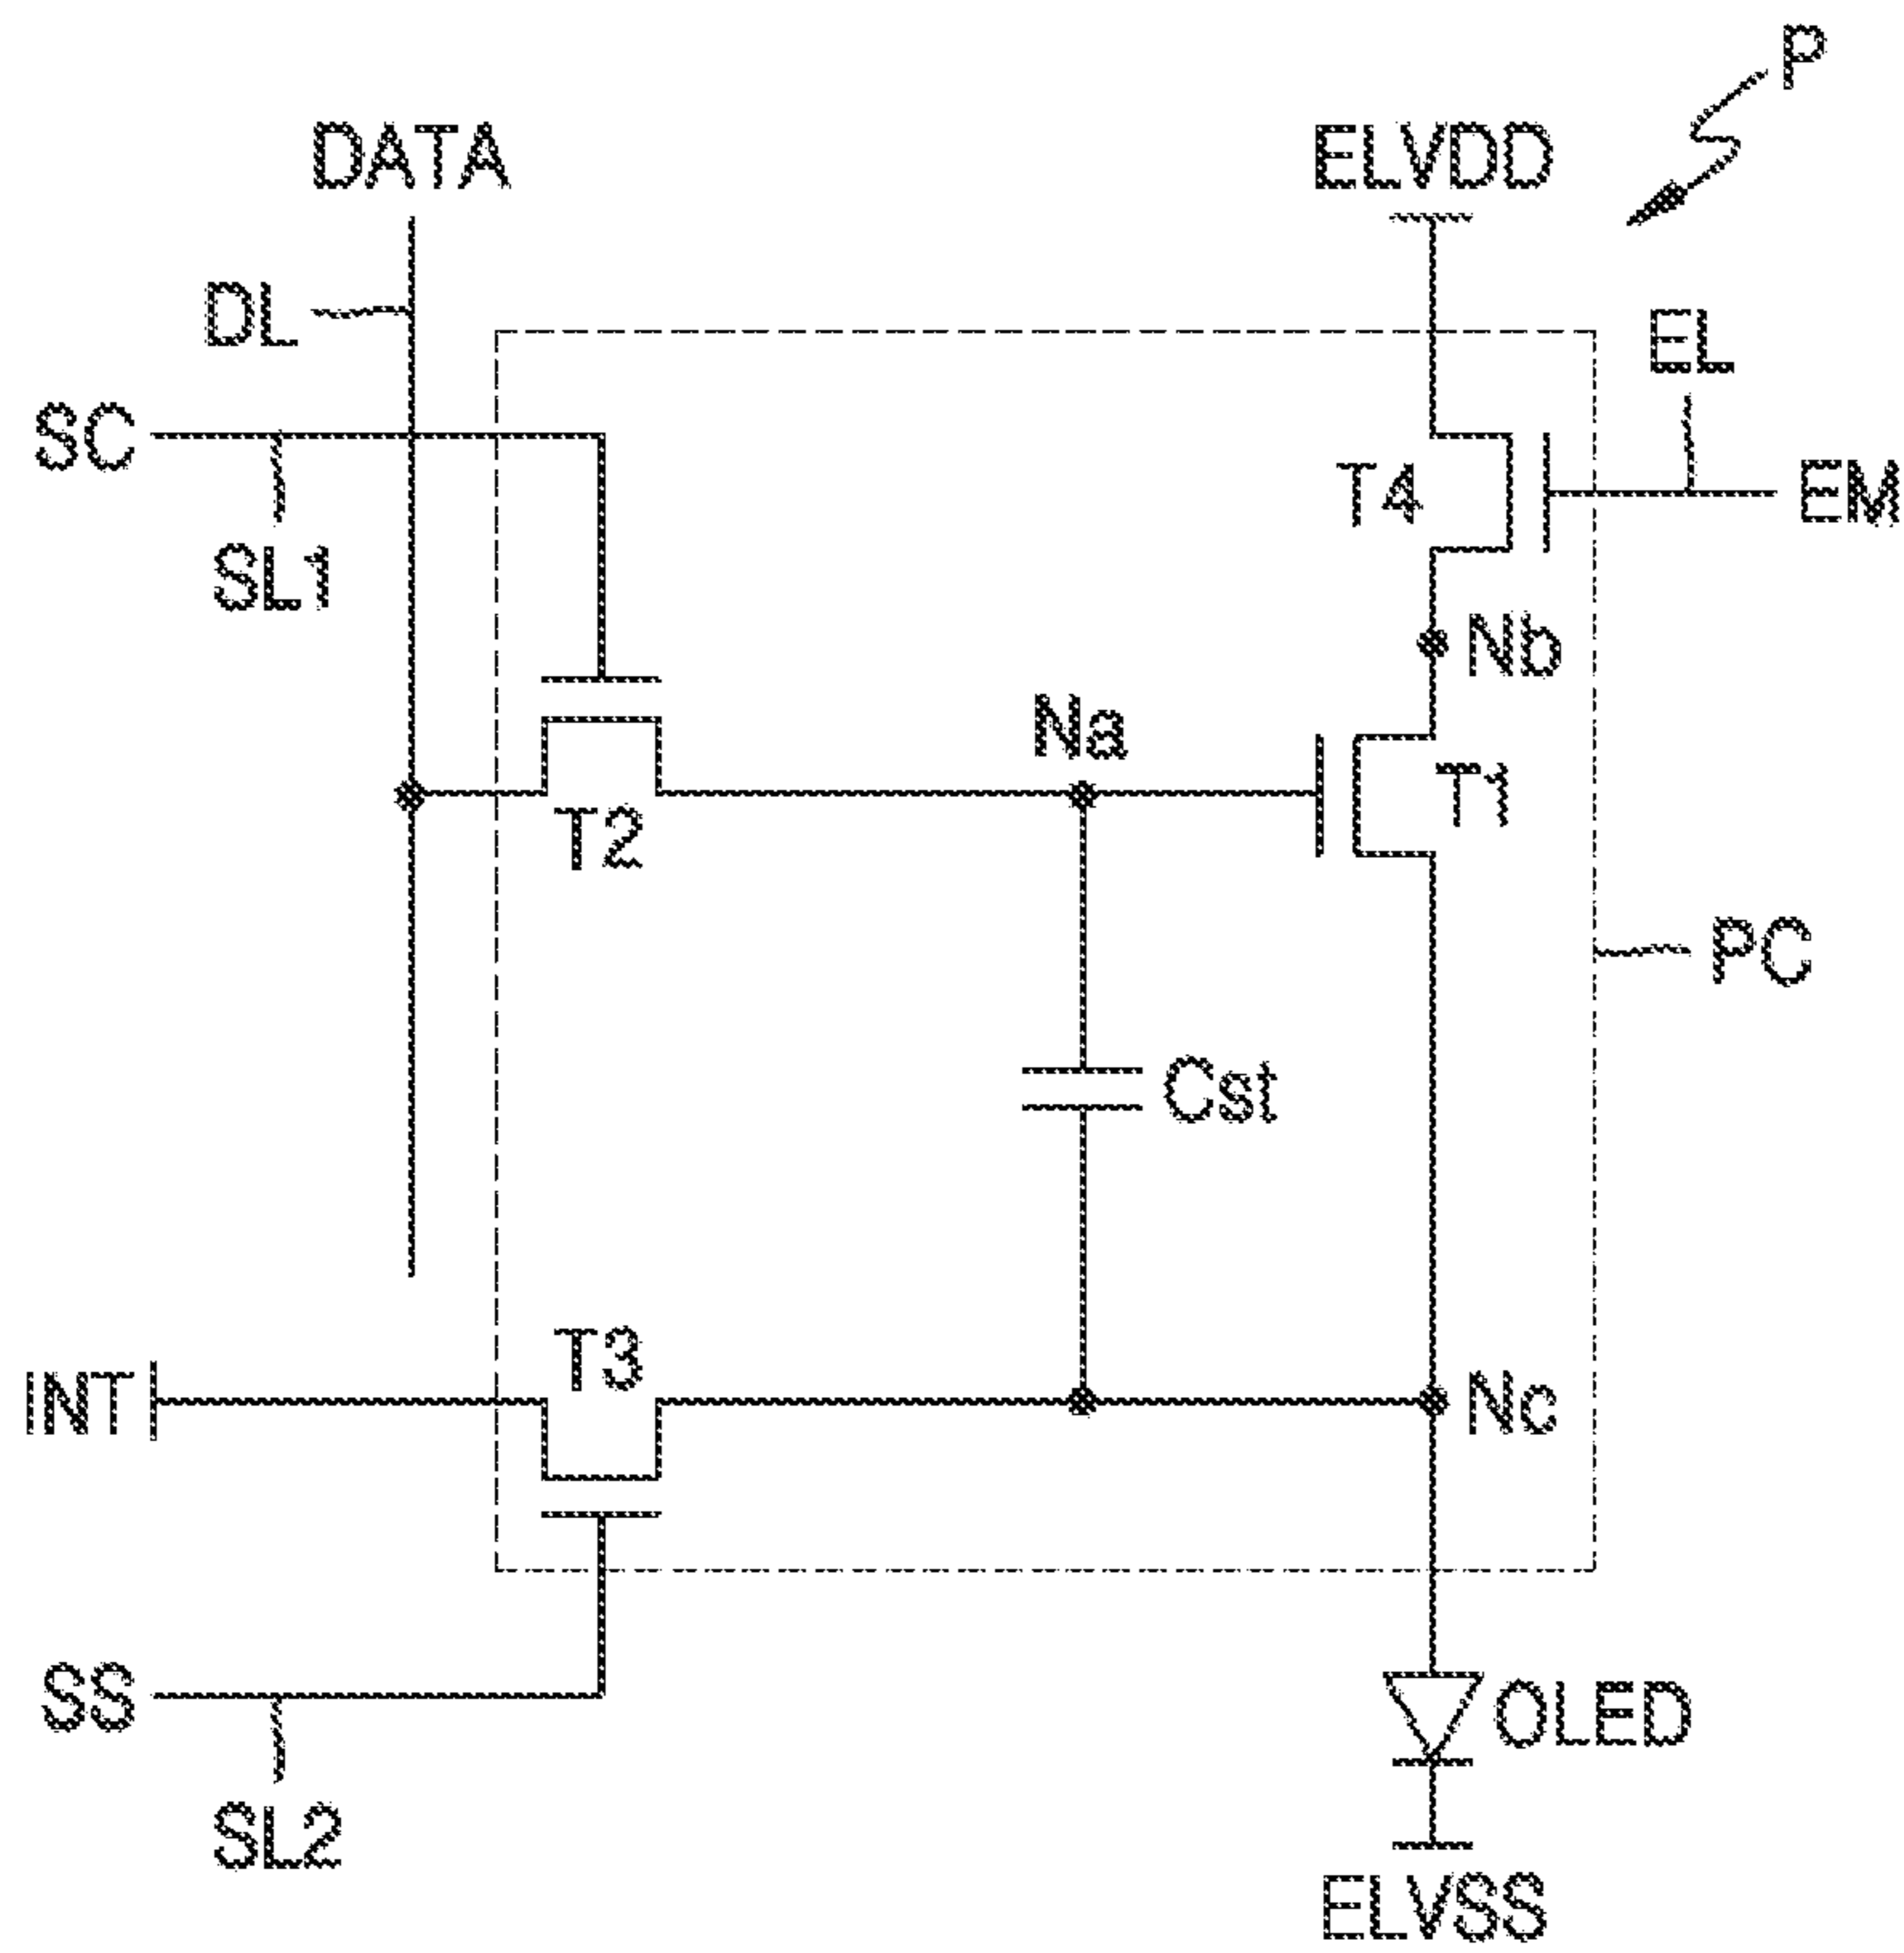 P
DATA
ELVDD
DL
EL
SC
T4
EM
SL1
Nb
Na
T1
T2
PC
Cst
T3
INT
Nc
SS
OLED
SL2
ELVSS